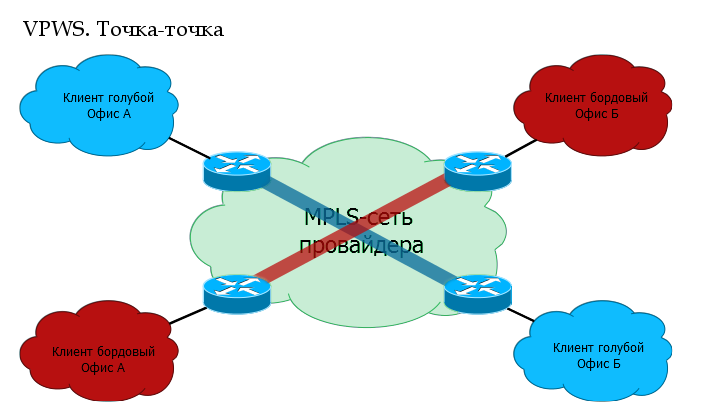 VPWS. Точка-точка
Клиент голубой
Офис А
Клиент бордовый
Офис Б
MPLS-сеть
провайдера
Клиент бордовый
Офис А
Клиент голубой
Офис Б